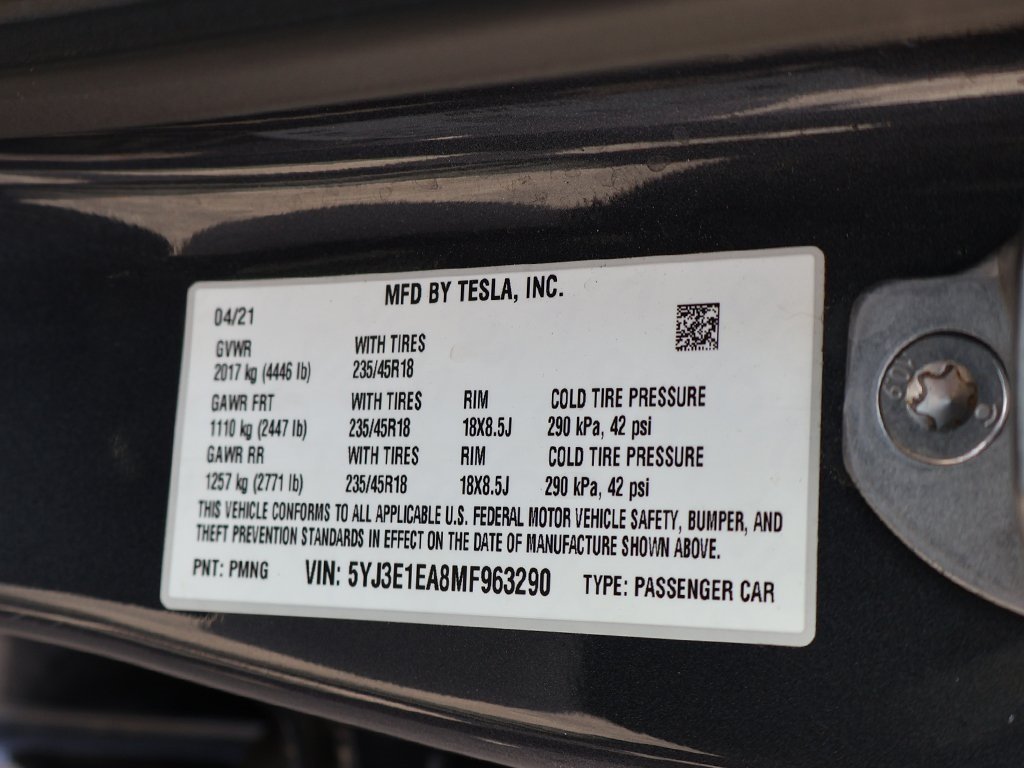 MFD BY TESLA, INC.
04/21
GVWR WITH TIRES
2017 kg (4446 lb) 235/45R18
GAWR FRT WITH TIRES RIM COLD TIRE PRESSURE
1110 kg (2447 lb) 235/45R18 18X8.5J 290 kPa, 42 psi
GAWR RR WITH TIRES RIM COLD TIRE PRESSURE
1257 kg (2771 lb) 235/45R18 18X8.5J 290 kPa, 42 psi
THIS VEHICLE CONFORMS TO ALL APPLICABLE U.S. FEDERAL MOTOR VEHICLE SAFETY, BUMPER, AND
THEFT PREVENTION STANDARDS IN EFFECT ON THE DATE OF MANUFACTURE SHOWN ABOVE.
PNT: PMNG VIN: 5YJ3E1EA8MF963290 TYPE: PASSENGER CAR